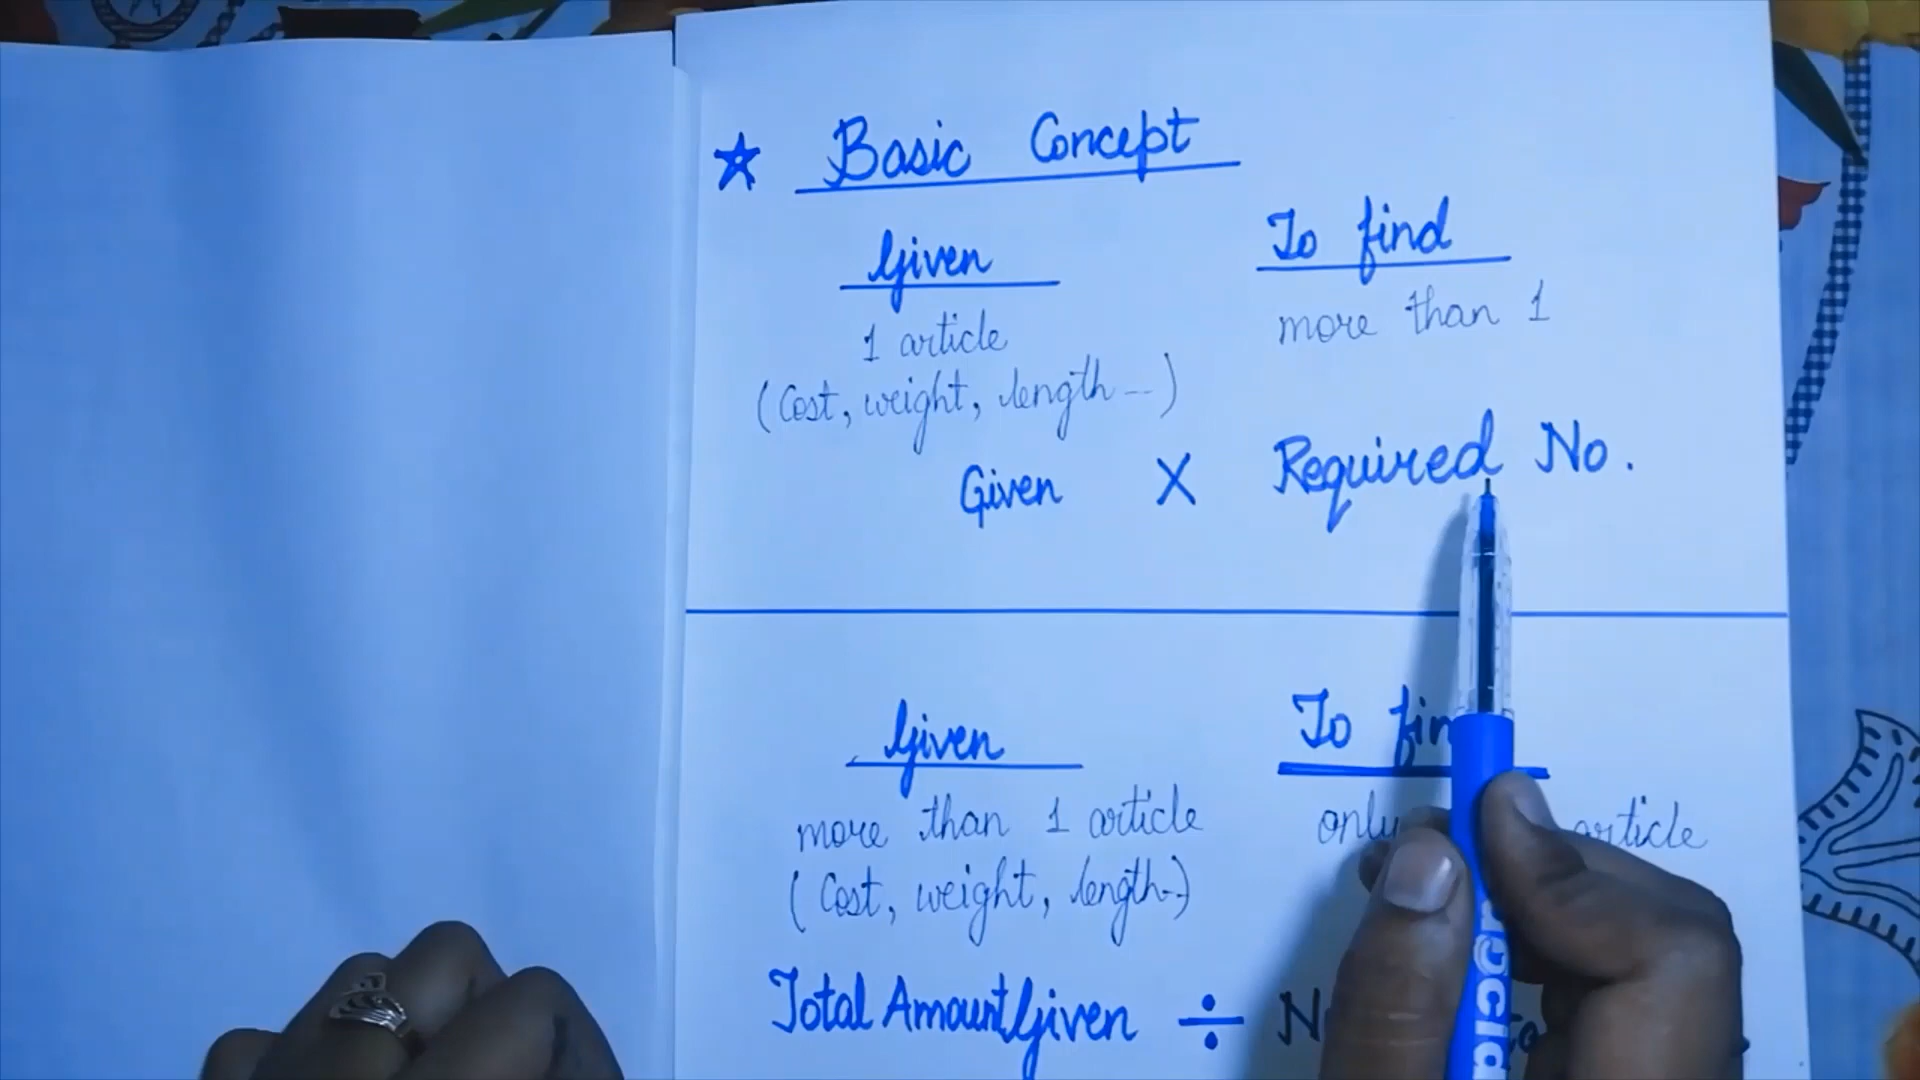 ☆ Basic Concept
Given To find
1 article more than 1
(Cost, weight, length --)
Given X Required No.
Given To
more than 1 article only article
(Cost, weight, length--)
Total Amount Given ÷